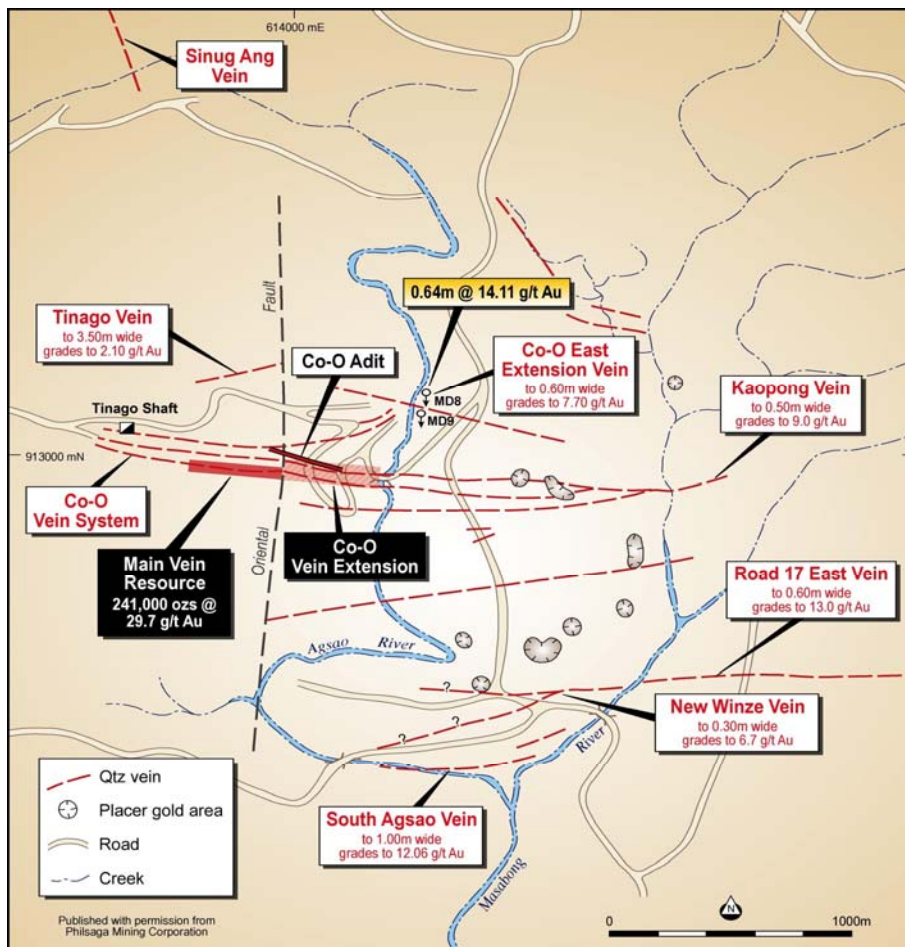 614000 mE
Sinug Ang
Vein
Fault
0.64m @ 14.11 g/t Au
Tinago Vein
to 3.50m wide
grades to 2.10 g/t Au
Co-O Adit
Co-O East
Extension Vein
to 0.60m wide
grades to 7.70 g/t Au
MD8
MD9
Kaopong Vein
to 0.50m wide
grades to 9.0 g/t Au
Tinago Shaft
913000 mN
Co-O
Vein System
Main Vein
Resource
241,000 ozs @
29.7 g/t Au
Oriental
Co-O
Vein Extension
Road 17 East Vein
to 0.60m wide
grades to 13.0 g/t Au
Agsao River
?
?
?
New Winze Vein
to 0.30m wide
grades to 6.7 g/t Au
River
South Agsao Vein
to 1.00m wide
grades to 12.06 g/t Au
Masabong
Qtz vein
Placer gold area
Road
Creek
Published with permission from
Philsaga Mining Corporation
N
0 1000m